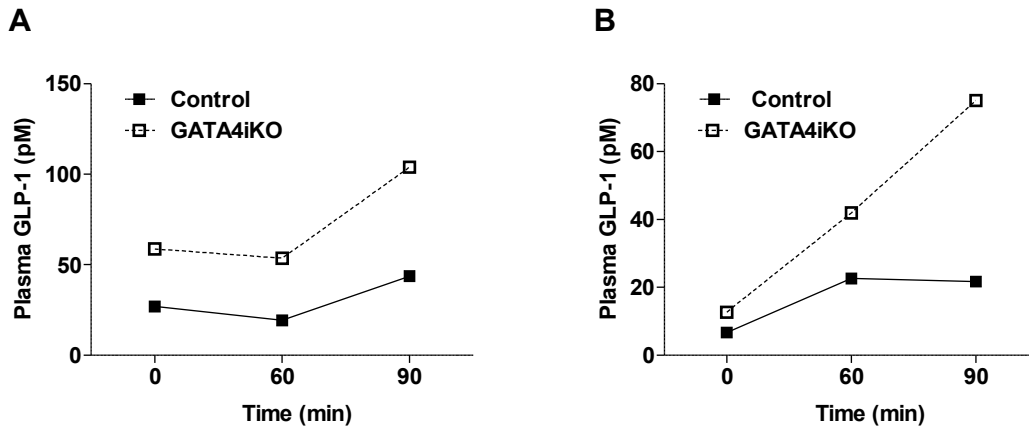 A
Plasma GLP-1 (pM)
150
100
50
0
Control
GATA4iKO
0 60 90
Time (min)
B
Plasma GLP-1 (pM)
80
60
40
20
0
Control
GATA4iKO
0 60 90
Time (min)